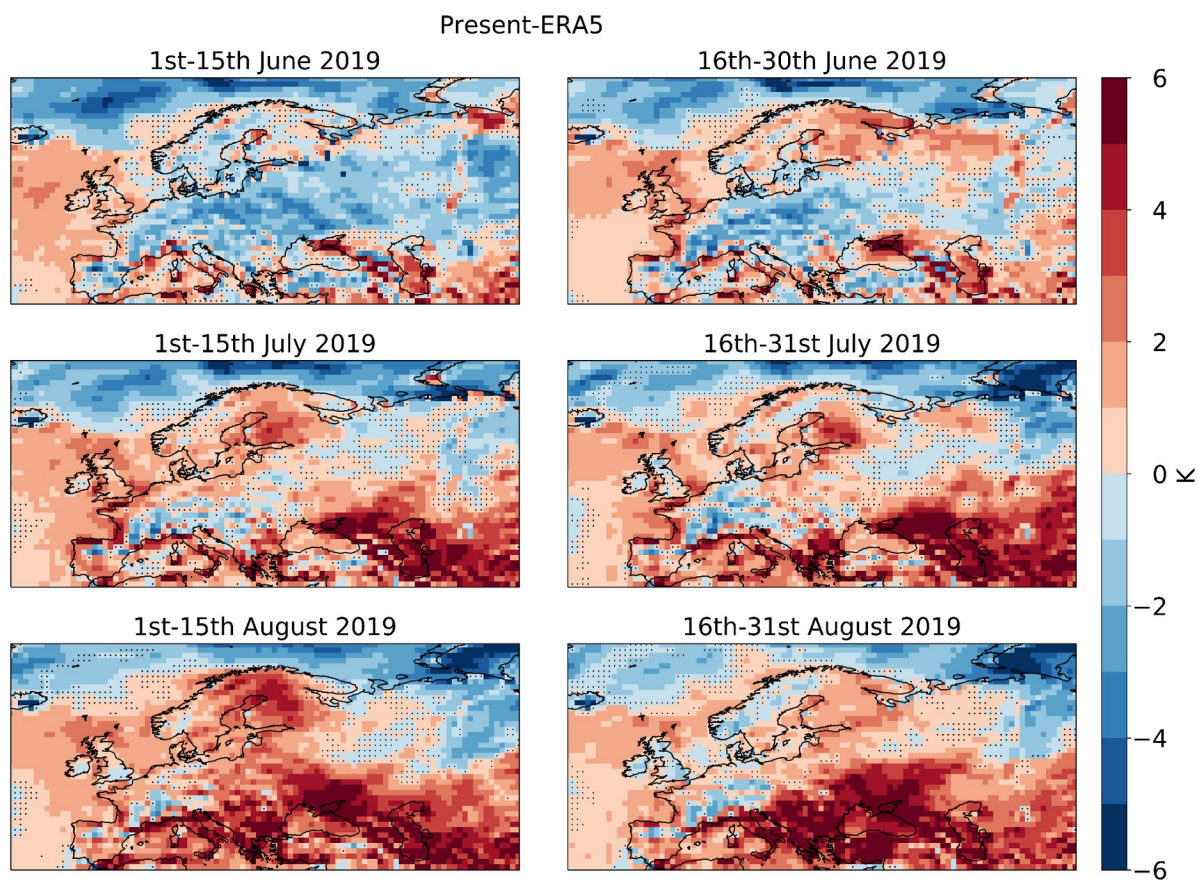 Present-ERA5
1st-15th June 2019
16th-30th June 2019
1st-15th July 2019
16th-31st July 2019
1st-15th August 2019
16th-31st August 2019
6
4
2
0
−2
−4
−6
K